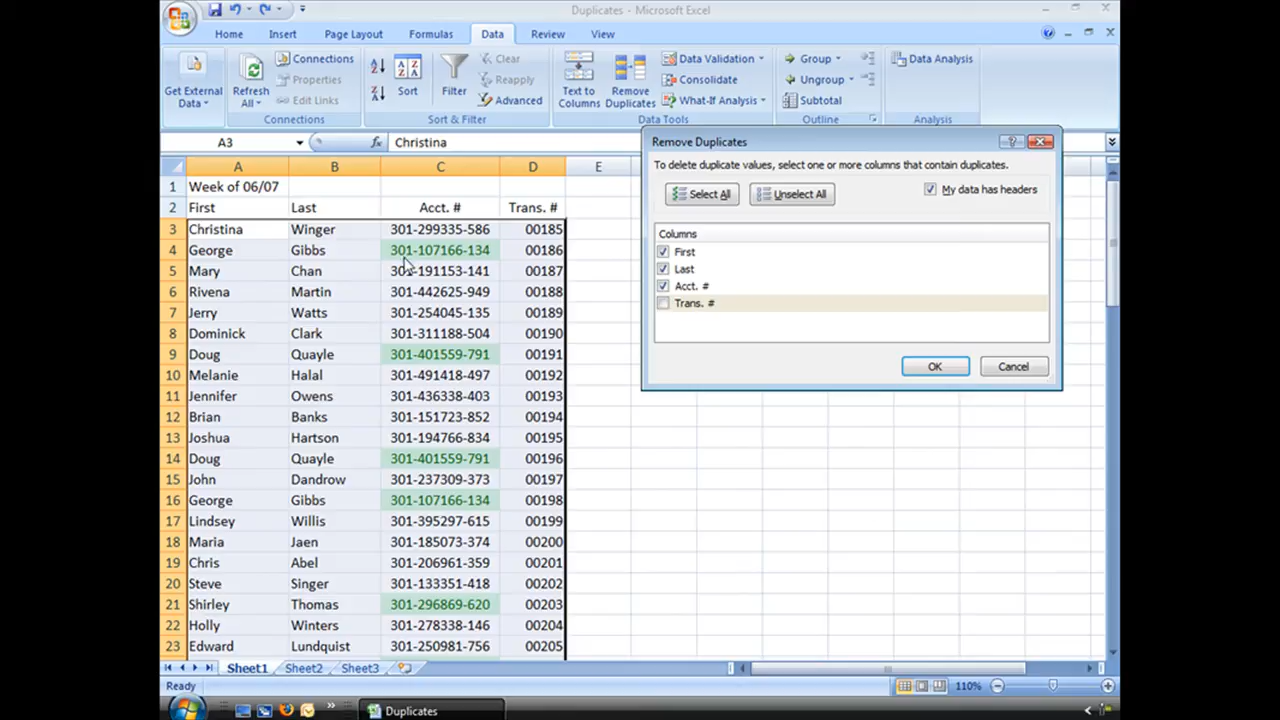 Duplicates - Microsoft Excel
Home Insert Page Layout Formulas Data Review View
Get External Data
Refresh All
Connections
Properties
Edit Links
Connections
Sort
Filter
Clear
Reapply
Advanced
Sort & Filter
Text to Columns
Remove Duplicates
Data Validation
Consolidate
What-If Analysis
Data Tools
Group
Ungroup
Subtotal
Outline
Data Analysis
Analysis
A3 fx Christina
A B C D E
1 Week of 06/07
2 First Last Acct. # Trans. #
3 Christina Winger 301-299335-586 00185
4 George Gibbs 301-107166-134 00186
5 Mary Chan 301-191153-141 00187
6 Rivena Martin 301-442625-949 00188
7 Jerry Watts 301-254045-135 00189
8 Dominick Clark 301-311188-504 00190
9 Doug Quayle 301-401559-791 00191
10 Melanie Halal 301-491418-497 00192
11 Jennifer Owens 301-436338-403 00193
12 Brian Banks 301-151723-852 00194
13 Joshua Hartson 301-194766-834 00195
14 Doug Quayle 301-401559-791 00196
15 John Dandrow 301-237309-373 00197
16 George Gibbs 301-107166-134 00198
17 Lindsey Willis 301-395297-615 00199
18 Maria Jaen 301-185073-374 00200
19 Chris Abel 301-206961-359 00201
20 Steve Singer 301-133351-418 00202
21 Shirley Thomas 301-296869-620 00203
22 Holly Winters 301-278338-146 00204
23 Edward Lundquist 301-250981-756 00205
Remove Duplicates
To delete duplicate values, select one or more columns that contain duplicates.
Select All Unselect All My data has headers
Columns
First
Last
Acct. #
Trans. #
OK Cancel
Sheet1 Sheet2 Sheet3
Ready 110%
Duplicates